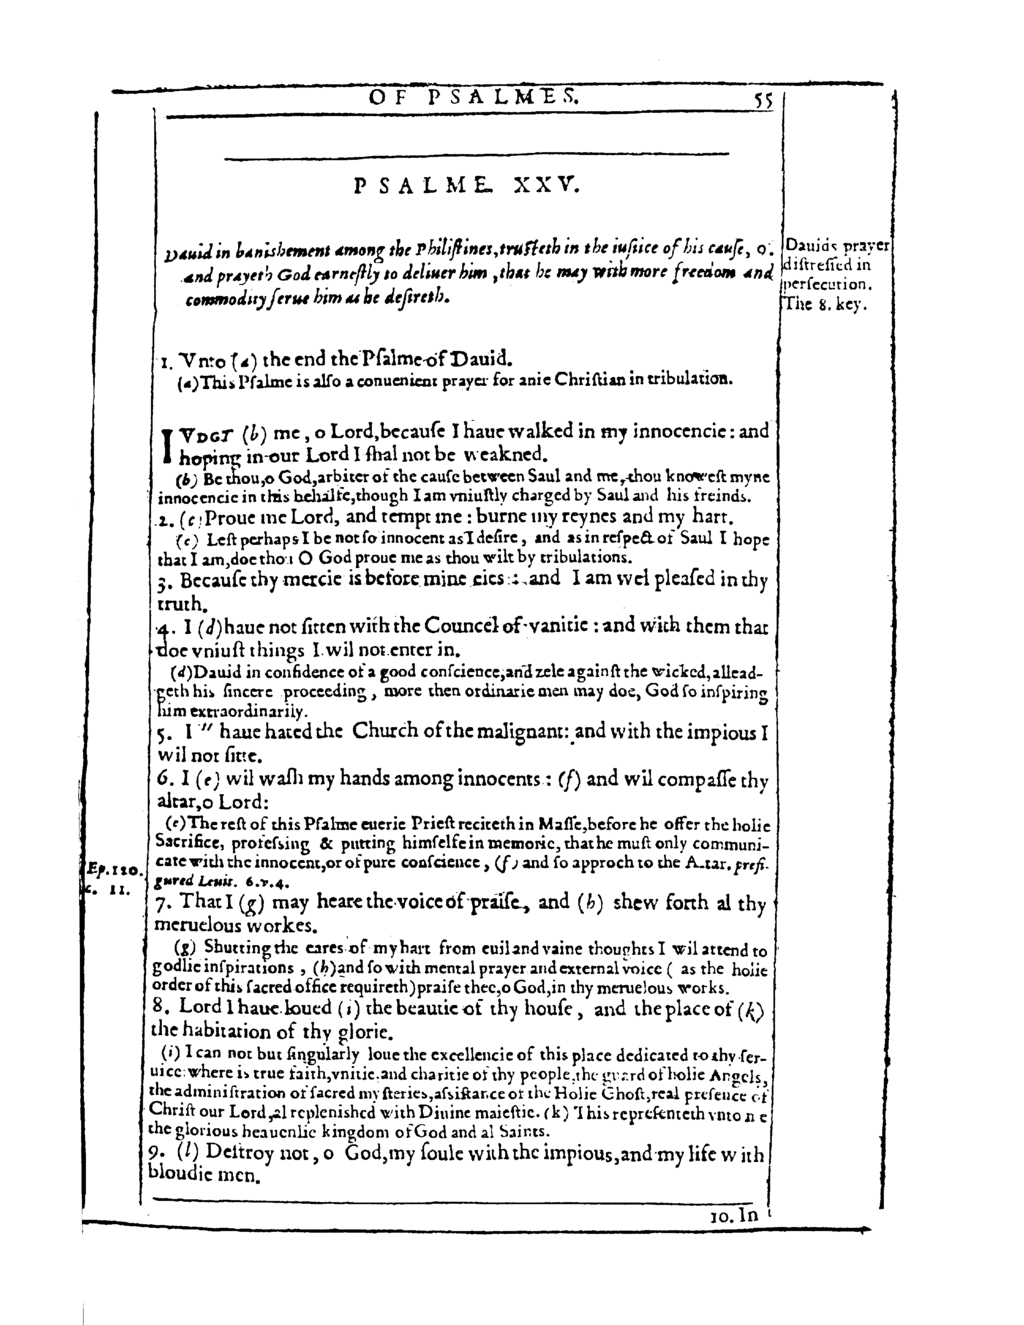 OF PSALMES. 55
PSALME XXV.
Dauid in banishement among the Philiſtines, truſteth in the iuſtice of his cauſe,
and prayeth God earneſtly to deliuer him, that he may with more freedom and
commodity ſerue him as he deſireth.
Dauids prayer
diſtreſſed in
perſecution.
The 8. key.
1. Vnto (a) the end the Pſalme of Dauid.
(a) This Pſalme is alſo a conuenient prayer for anie Chriſtian in tribulation.
IVDGT (b) me, o Lord, becauſe I haue walked in my innocencie: and
hoping in our Lord I ſhal not be weakned.
(b) Be thou, o God, arbiter of the cauſe between Saul and me, thou knoweſt myne
innocencie in this behalfe, though I am vniuſtly charged by Saul and his freinds.
2. (c) Proue me Lord, and tempt me: burne my reynes and my hart.
(c) Leſt perhaps I be not ſo innocent as I deſire, and as in reſpect of Saul I hope
that I am, doe thou O God proue me as thou wilt by tribulations.
3. Becauſe thy mercie is before mine eies: and I am wel pleaſed in thy
truth.
4. I (d) haue not ſitten with the Councel of vanitie: and with them that
doe vniuſt things I wil not enter in.
(d) Dauid in confidence of a good conſcience, and zele againſt the wicked, allead-
geth his ſincere proceeding, more then ordinarie men may doe, God ſo inſpiring
him extraordinarily.
5. I " haue hated the Church of the malignant: and with the impious I
wil not ſitte.
6. I (e) wil waſh my hands among innocents: (f) and wil compaſſe thy
altar, o Lord:
(e) The reſt of this Pſalme euerie Prieſt reciteth in Maſſe, before he offer the holie
Sacrifice, profeſsing & putting himſelfe in memorie, that he muſt only communi-
cate with the innocent, or of pure conſcience, (f) and ſo approch to the Altar, prefi-
gured Leuit. 6. v. 4.
Ep. 120.
c. 11.
7. That I (g) may heare the voice of praiſe, and (h) shew forth al thy
meruelous workes.
(g) Shutting the eares of my hart from euil and vaine thoughts I wil attend to
godlie inſpirations, (h) and ſo with mental prayer and external voice ( as the holie
order of this ſacred office requireth) praiſe thee, o God, in thy meruelous works.
8. Lord I haue loued (i) the beautie of thy houſe, and the place of (k)
the habitation of thy glorie.
(i) I can not but ſingularly loue the excellencie of this place dedicated to thy ſer-
uice: where is true faith, vnitie and charitie of thy people, the guard of holie Angels,
the adminiſtration of ſacred myſteries, aſsiſtance of the Holie Ghoſt, real preſence of
Chriſt our Lord, al repleniſhed with Diuine maieſtie. (k) This repreſenteth vnto me
the glorious heauenlie kingdom of God and al Saints.
9. (l) Deſtroy not, o God, my ſoule with the impious, and my life with
bloudie men.
10. In